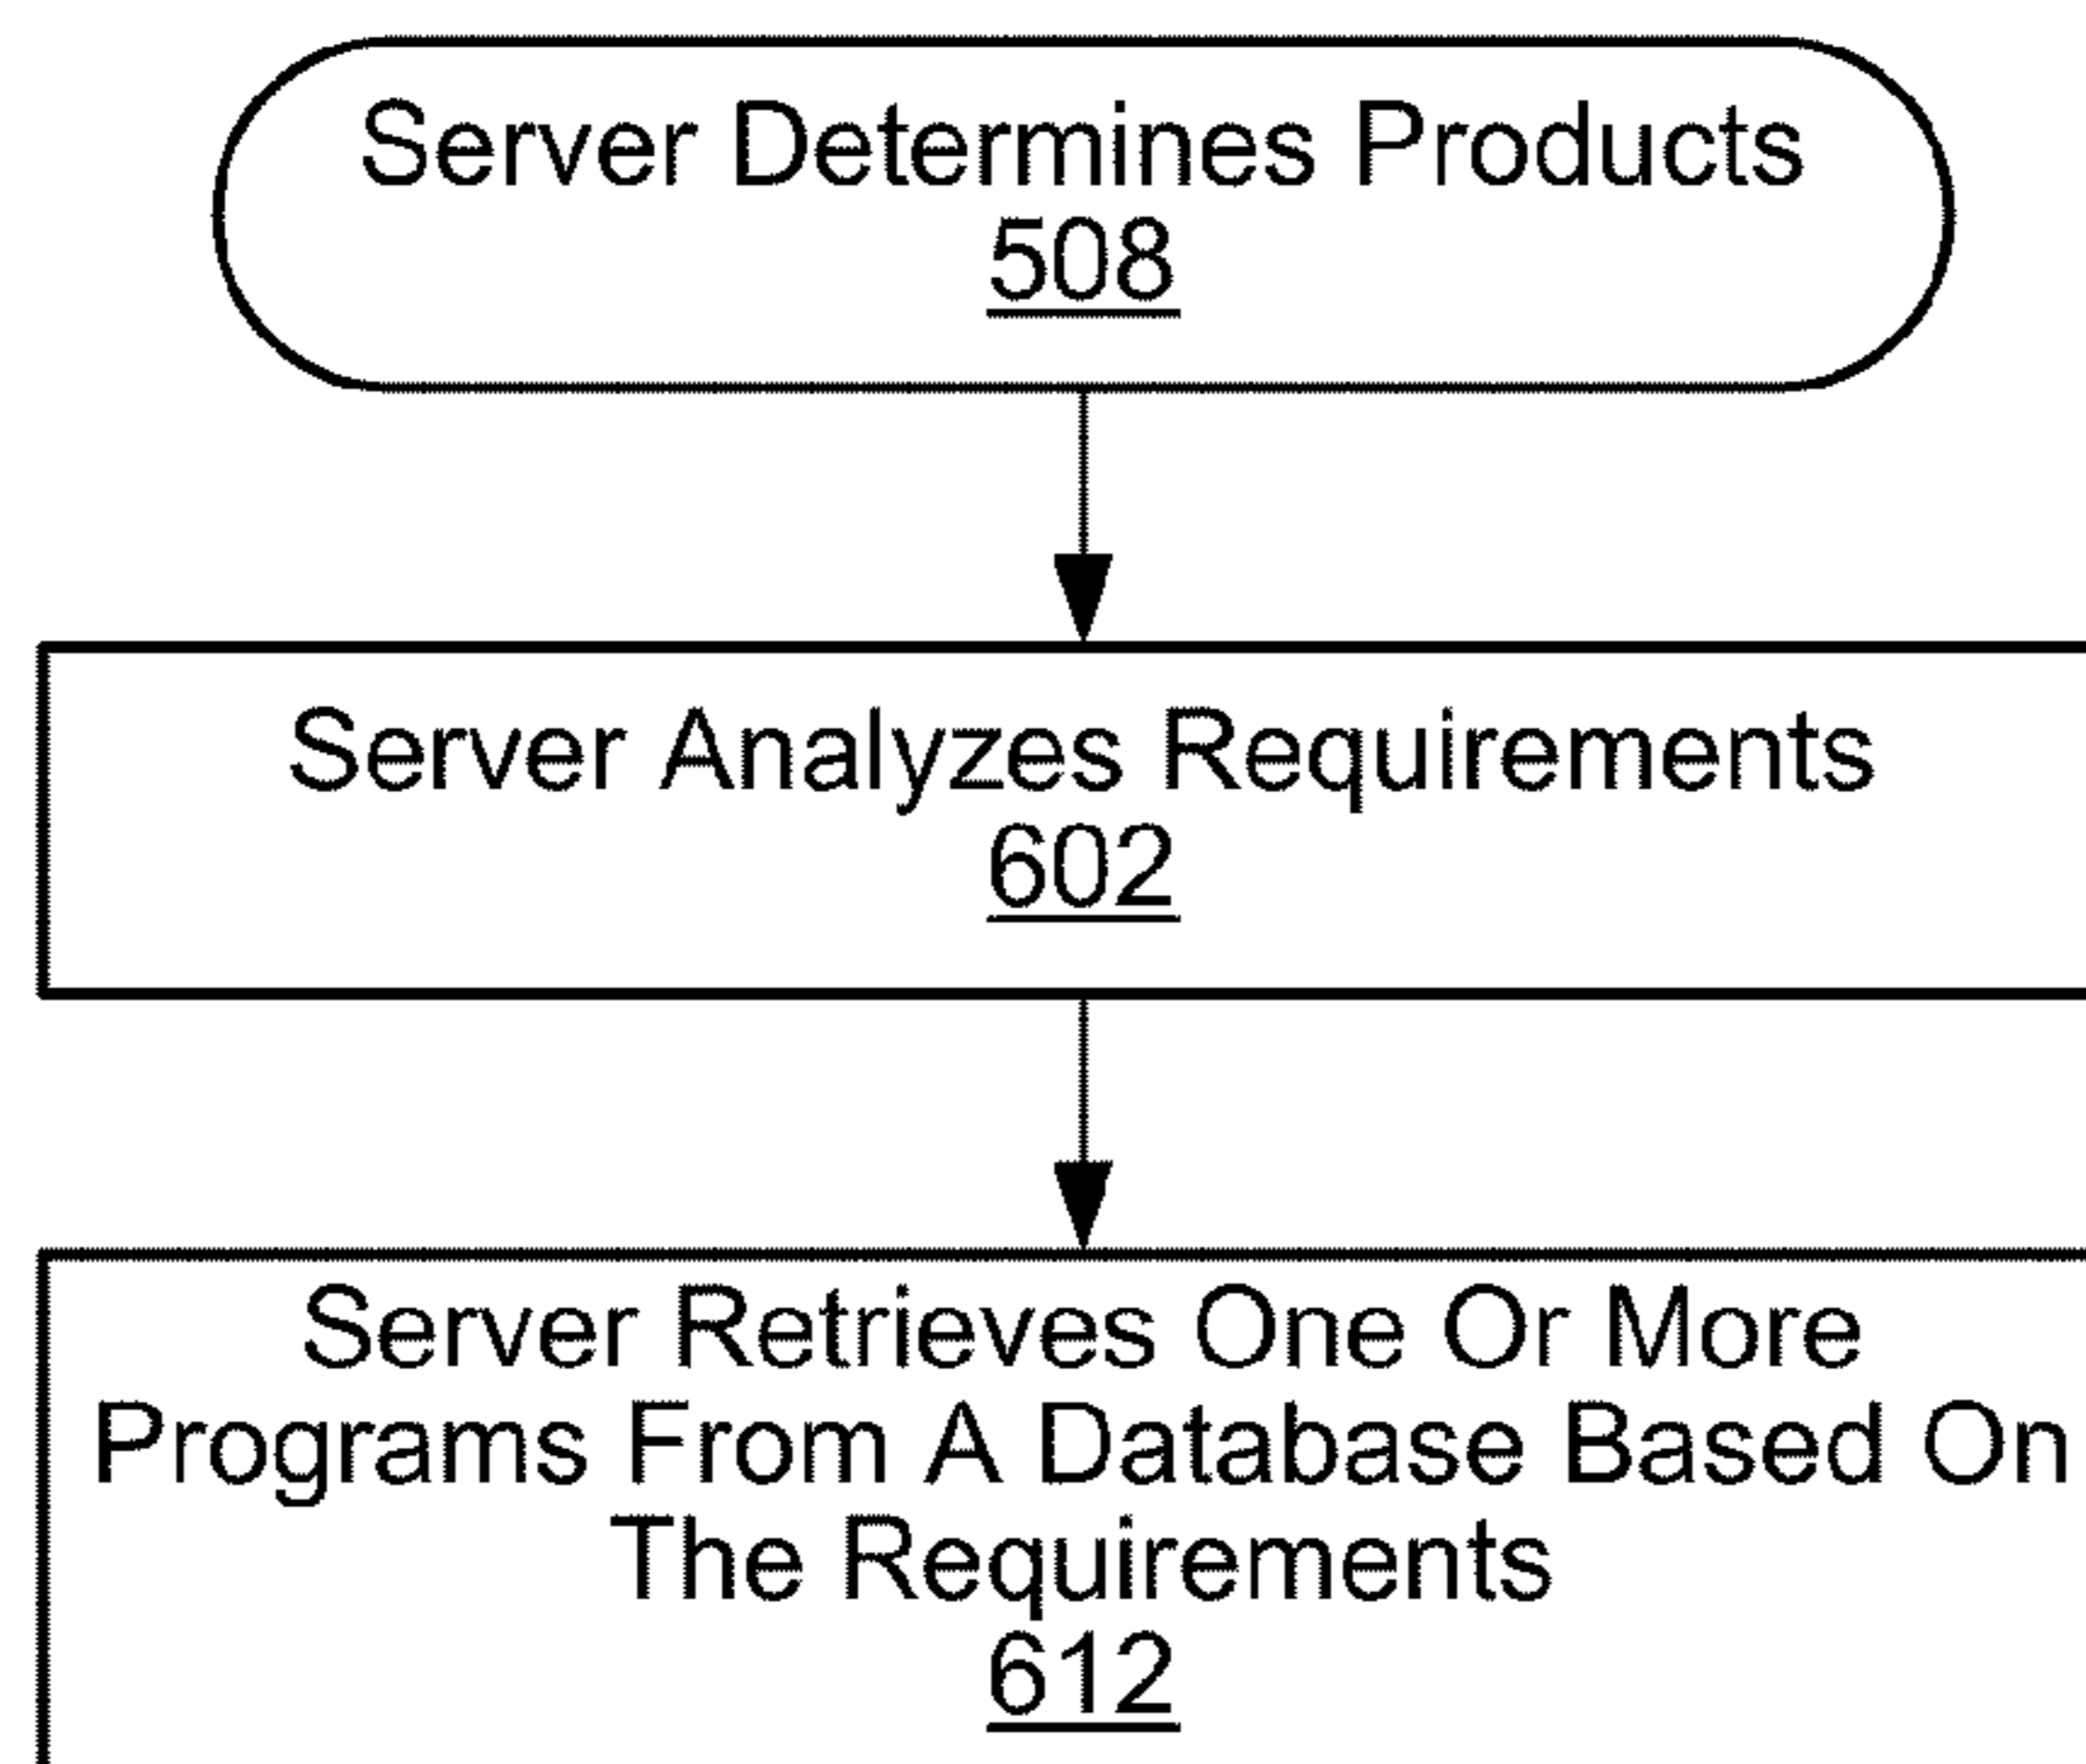 Server Determines Products
508
Server Analyzes Requirements
602
Server Retrieves One Or More
Programs From A Database Based On
The Requirements
612